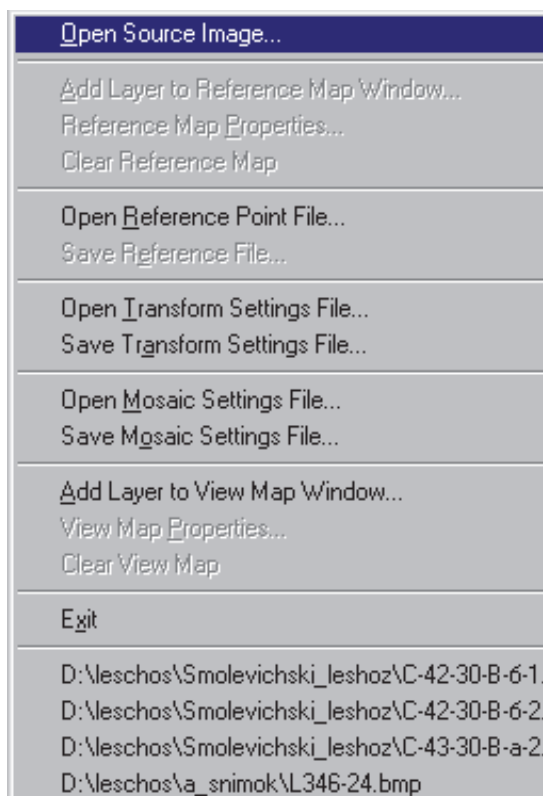 Open Source Image...
Add Layer to Reference Map Window...
Reference Map Properties...
Clear Reference Map
Open Reference Point File...
Save Reference File...
Open Transform Settings File...
Save Transform Settings File...
Open Mosaic Settings File...
Save Mosaic Settings File...
Add Layer to View Map Window...
View Map Properties...
Clear View Map
Exit
D:\leschos\Smolevichski_leshoz\C-42-30-B-6-1.
D:\leschos\Smolevichski_leshoz\C-42-30-B-6-2.
D:\leschos\Smolevichski_leshoz\C-43-30-B-a-2.
D:\leschos\a_snimok\L346-24.bmp